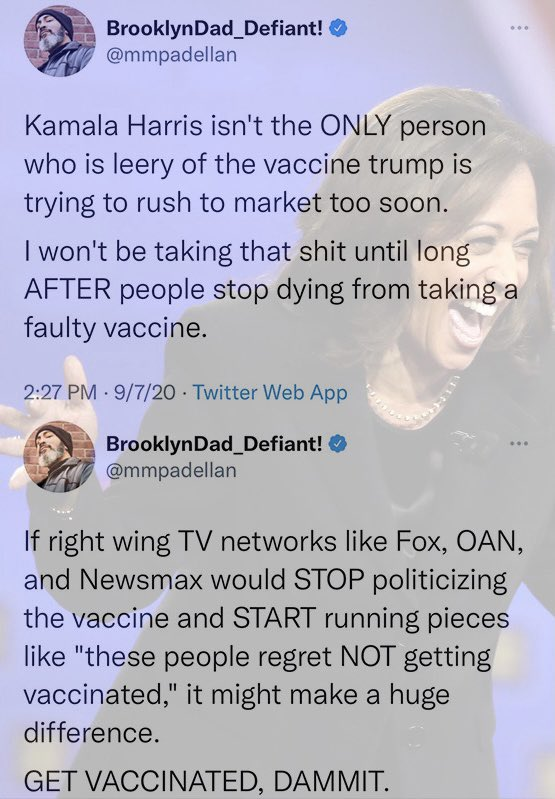 BrooklynDad_Defiant!
@mmpadellan
Kamala Harris isn't the ONLY person
who is leery of the vaccine trump is
trying to rush to market too soon.
I won't be taking that shit until long
AFTER people stop dying from taking a
faulty vaccine.
2:27 PM · 9/7/20 · Twitter Web App
BrooklynDad_Defiant!
@mmpadellan
If right wing TV networks like Fox, OAN,
and Newsmax would STOP politicizing
the vaccine and START running pieces
like "these people regret NOT getting
vaccinated," it might make a huge
difference.
GET VACCINATED, DAMMIT.